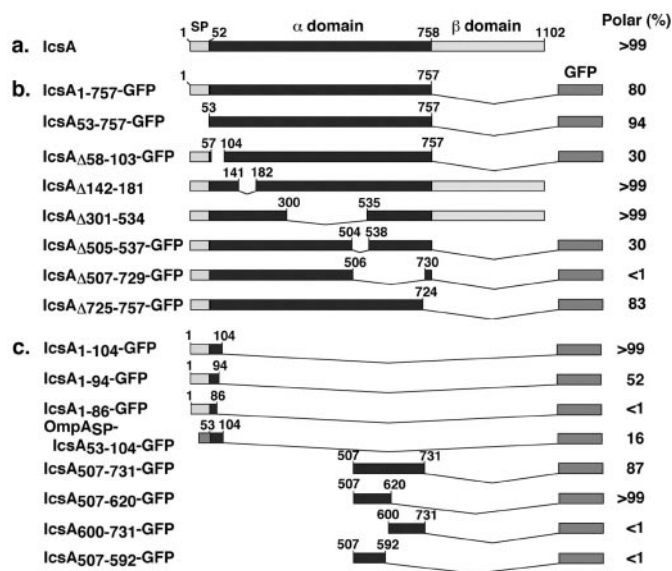 Polar (%)
SP
1 52 α domain 758 β domain 1102
a. IcsA >99
1 757 GFP
b. IcsA1-757-GFP 80
53 757
IcsA53-757-GFP 94
57 104 757
IcsAΔ58-103-GFP 30
141 182
IcsAΔ142-181 >99
300 535
IcsAΔ301-534 >99
504 538
IcsAΔ505-537-GFP 30
506 730
IcsAΔ507-729-GFP <1
724
IcsAΔ725-757-GFP 83
1 104
c. IcsA1-104-GFP >99
1 94
IcsA1-94-GFP 52
1 86
IcsA1-86-GFP <1
OmpASP-
53 104
IcsA53-104-GFP 16
507 731
IcsA507-731-GFP 87
507 620
IcsA507-620-GFP >99
600 731
IcsA600-731-GFP <1
507 592
IcsA507-592-GFP <1